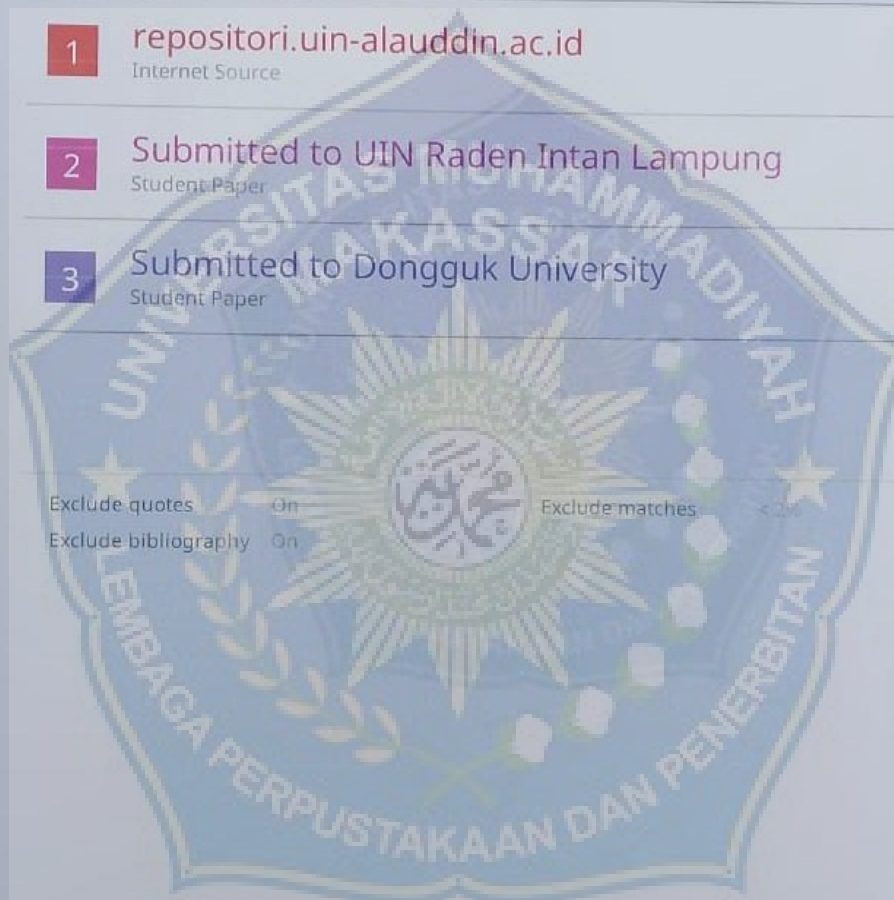 1 repositori.uin-alauddin.ac.id
Internet Source
2 Submitted to UIN Raden Intan Lampung
Student Paper
3 Submitted to Dongguk University
Student Paper
UNIVERSITAS MUHAMMADIYAH
MAKASSAR
Exclude quotes On
Exclude matches
Exclude bibliography On
محمد
LEMBAGA PERPUSTAKAAN DAN PENERBITAN